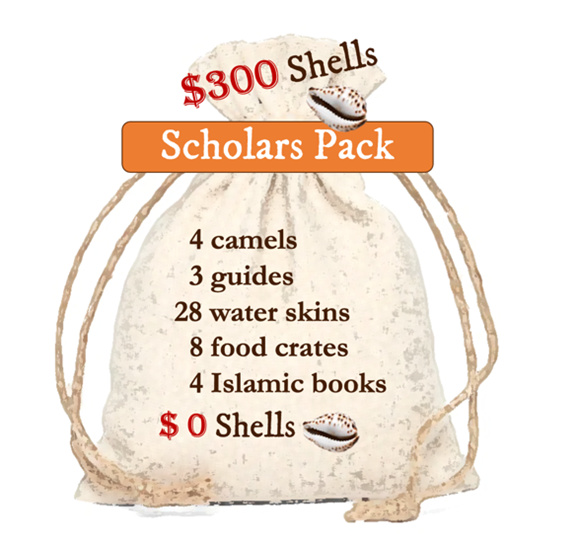 $300 Shells
Scholars Pack
4 camels
3 guides
28 water skins
8 food crates
4 Islamic books
$ 0 Shells